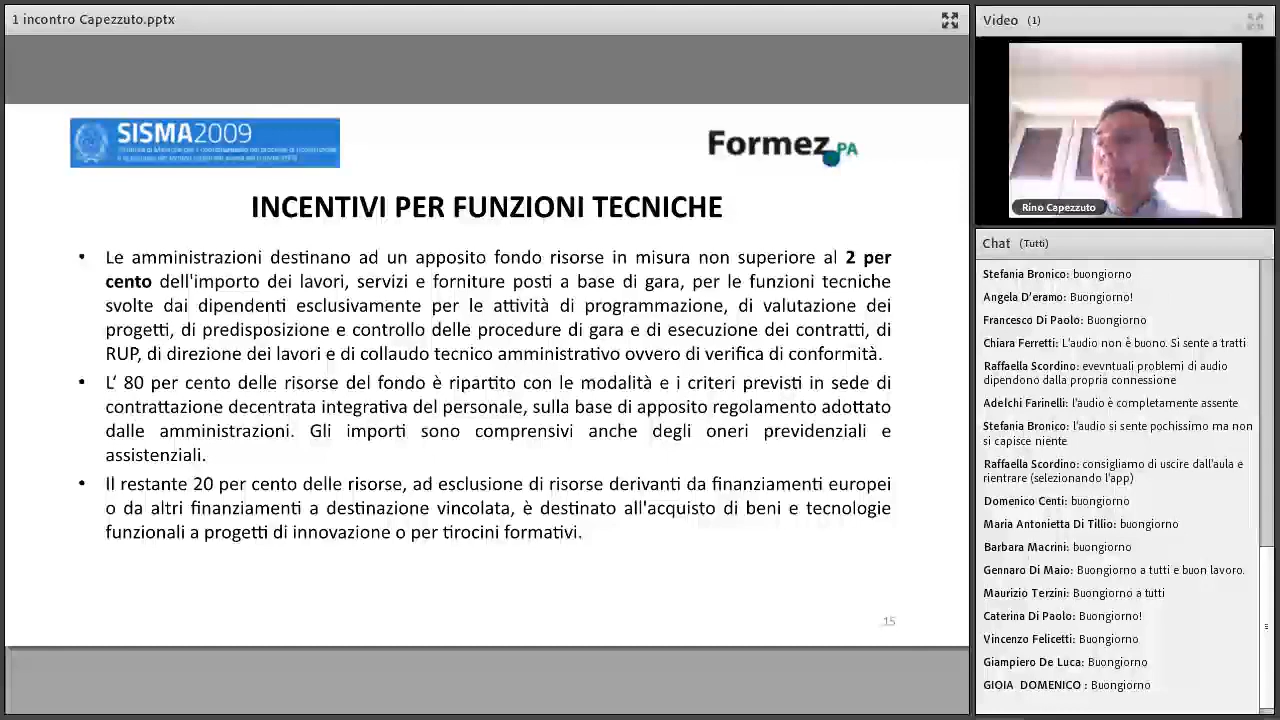 1 incontro Capezzuto.pptx
SISMA2009
Formez PA
INCENTIVI PER FUNZIONI TECNICHE
• Le amministrazioni destinano ad un apposito fondo risorse in misura non superiore al 2 per
cento dell'importo dei lavori, servizi e forniture posti a base di gara, per le funzioni tecniche
svolte dai dipendenti esclusivamente per le attività di programmazione, di valutazione dei
progetti, di predisposizione e controllo delle procedure di gara e di esecuzione dei contratti, di
RUP, di direzione dei lavori e di collaudo tecnico amministrativo ovvero di verifica di conformità.
• L' 80 per cento delle risorse del fondo è ripartito con le modalità e i criteri previsti in sede di
contrattazione decentrata integrativa del personale, sulla base di apposito regolamento adottato
dalle amministrazioni. Gli importi sono comprensivi anche degli oneri previdenziali e
assistenziali.
• Il restante 20 per cento delle risorse, ad esclusione di risorse derivanti da finanziamenti europei
o da altri finanziamenti a destinazione vincolata, è destinato all'acquisto di beni e tecnologie
funzionali a progetti di innovazione o per tirocini formativi.
15
Video (1)
Rino Capezzuto
Chat (Tutti)
Stefania Bronico: buongiorno
Angela D'eramo: Buongiorno!
Francesco Di Paolo: Buongiorno
Chiara Ferretti: L'audio non è buono. Si sente a tratti
Raffaella Scordino: evevntuali problemi di audio
dipendono dalla propria connessione
Adelchi Farinelli: l'audio è completamente assente
Stefania Bronico: l'audio si sente pochissimo ma non
si capisce niente
Raffaella Scordino: consigliamo di uscire dall'aula e
rientrare (selezionando l'app)
Domenico Centi: buongiorno
Maria Antonietta Di Tillio: buongiorno
Barbara Macrini: buongiorno
Gennaro Di Maio: Buongiorno a tutti e buon lavoro.
Maurizio Terzini: Buongiorno a tutti
Caterina Di Paolo: Buongiorno!
Vincenzo Felicetti: Buongiorno
Giampiero De Luca: Buongiorno
GIOIA DOMENICO : Buongiorno